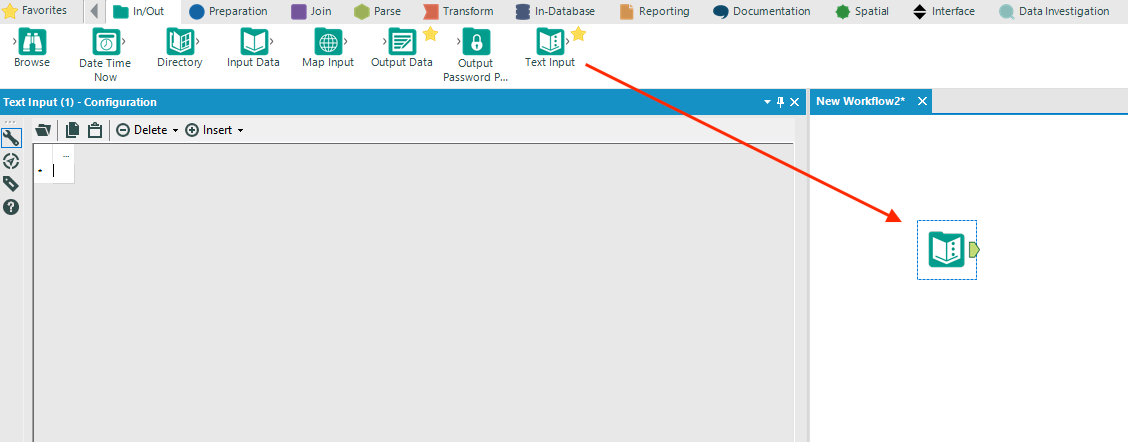 Favorites In/Out Preparation Join Parse Transform In-Database Reporting Documentation Spatial Interface Data Investigation
Browse Date Time Now Directory Input Data Map Input Output Data Output Password P... Text Input
Text Input (1) - Configuration
New Workflow2*
Delete Insert
...